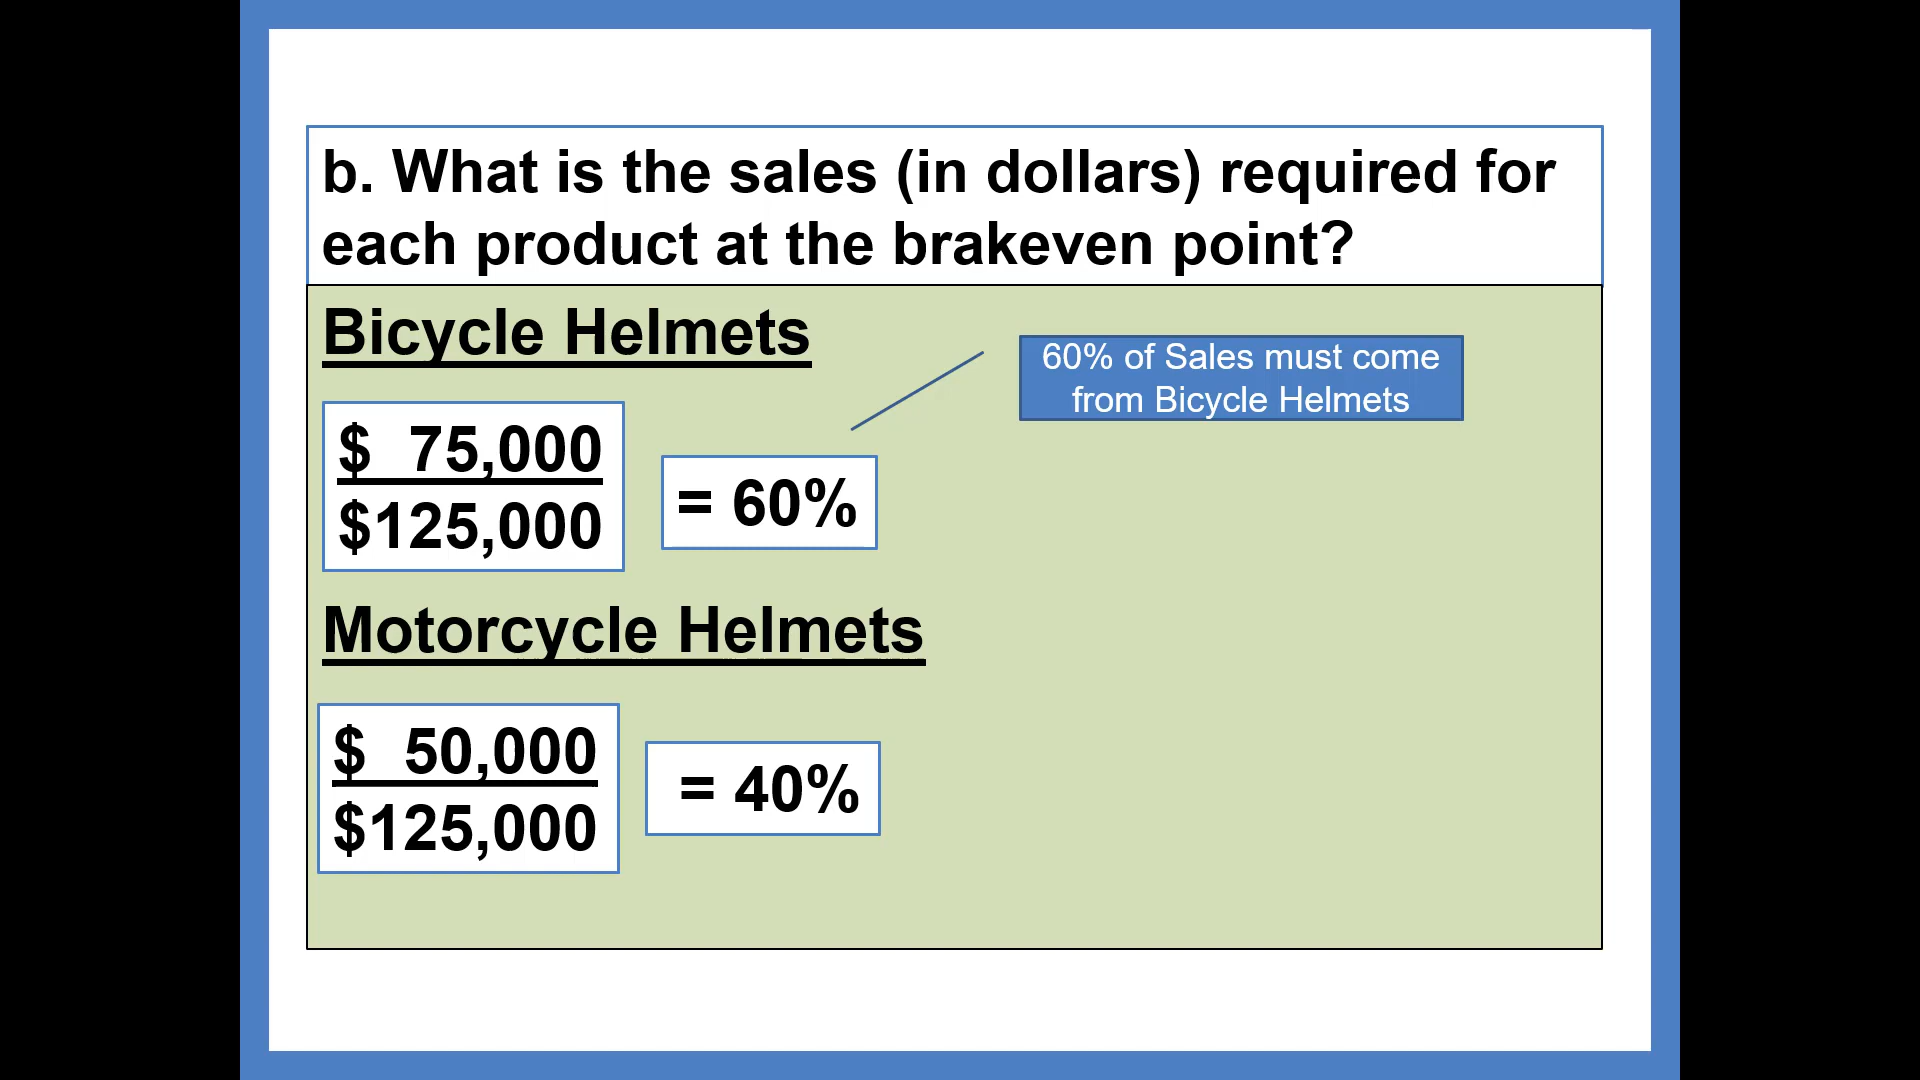 b. What is the sales (in dollars) required for
each product at the brakeven point?
Bicycle Helmets
60% of Sales must come
from Bicycle Helmets
$ 75,000
$125,000
= 60%
Motorcycle Helmets
$ 50,000
$125,000
= 40%